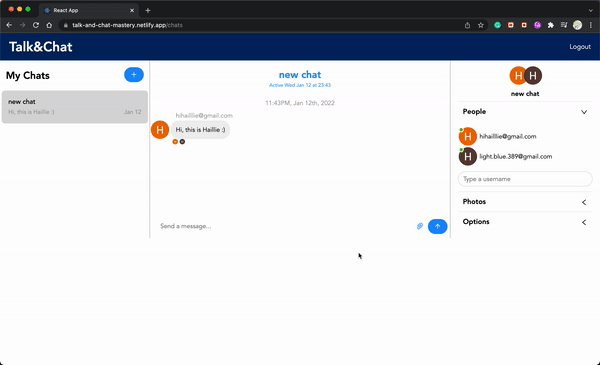 React App
talk-and-chat-mastery.netlify.app/chats
Talk&Chat
Logout
My Chats
+
new chat
Hi, this is Haillie :)
Jan 12
new chat
Active Wed Jan 12 at 23:43
11:43PM, Jan 12th, 2022
hihailllie@gmail.com
H
Hi, this is Haillie :)
Send a message...
H H
new chat
People
H
hihailllie@gmail.com
H
light.blue.389@gmail.com
Type a username
Photos
Options